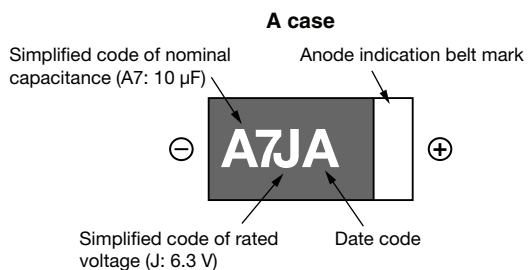 A case
Simplified code of nominal
capacitance (A7: 10 µF)
Anode indication belt mark
⊖ A7JA ⊕
Simplified code of rated
voltage (J: 6.3 V)
Date code